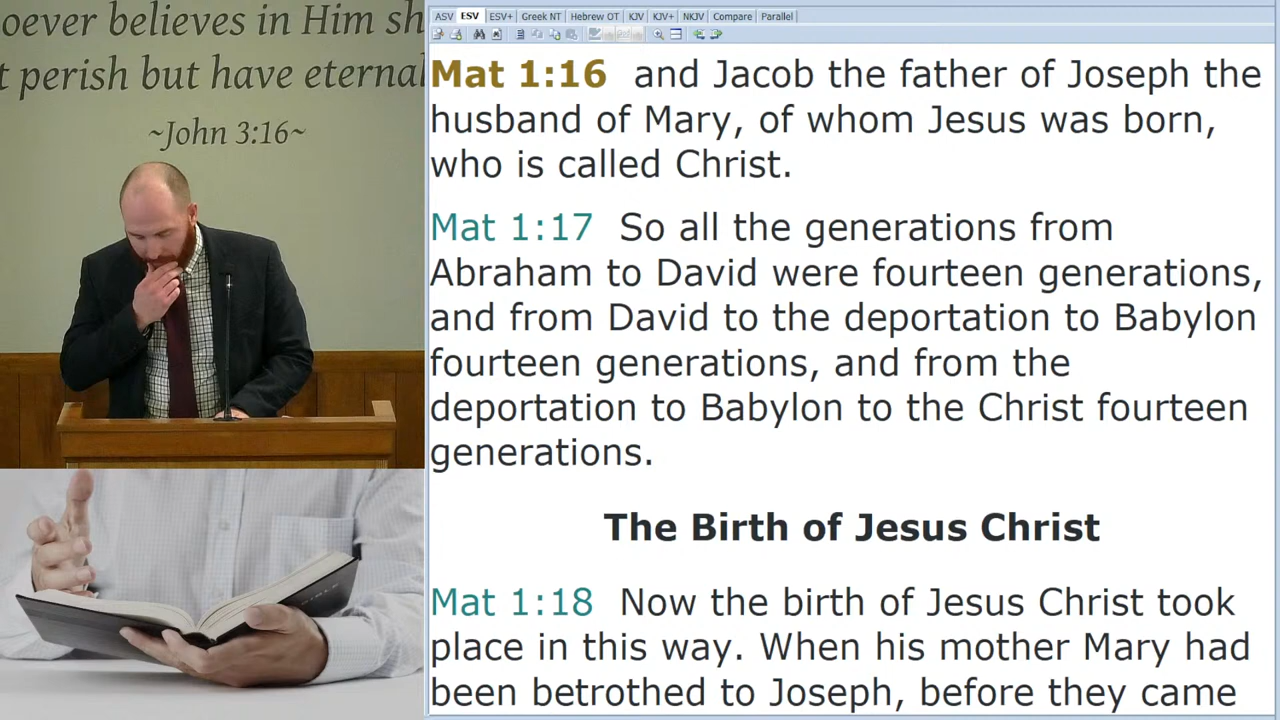 oever believes in Him sh
t perish but have eternal
~John 3:16~
ASV ESV ESV+ Greek NT Hebrew OT KJV KJV+ NKJV Compare Parallel
Mat 1:16 and Jacob the father of Joseph the
husband of Mary, of whom Jesus was born,
who is called Christ.
Mat 1:17 So all the generations from
Abraham to David were fourteen generations,
and from David to the deportation to Babylon
fourteen generations, and from the
deportation to Babylon to the Christ fourteen
generations.
The Birth of Jesus Christ
Mat 1:18 Now the birth of Jesus Christ took
place in this way. When his mother Mary had
been betrothed to Joseph, before they came